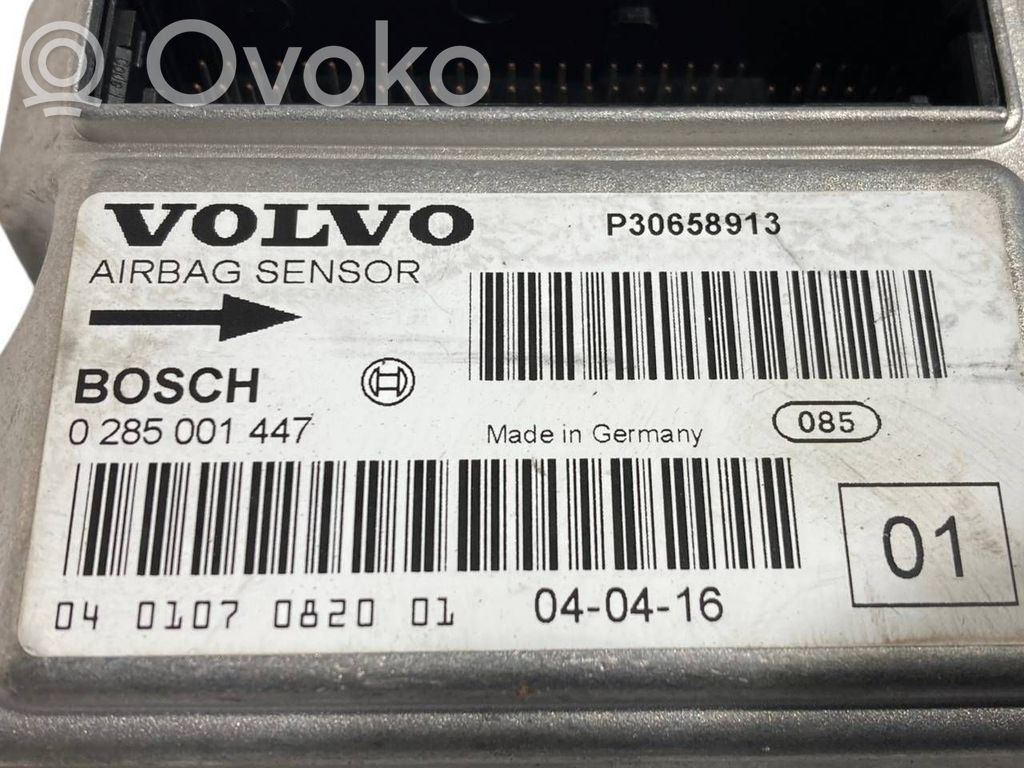 Ovoko
VOLVO
P30658913
AIRBAG SENSOR
BOSCH
0 285 001 447
Made in Germany
085
04 0107 0820 01
04-04-16
01